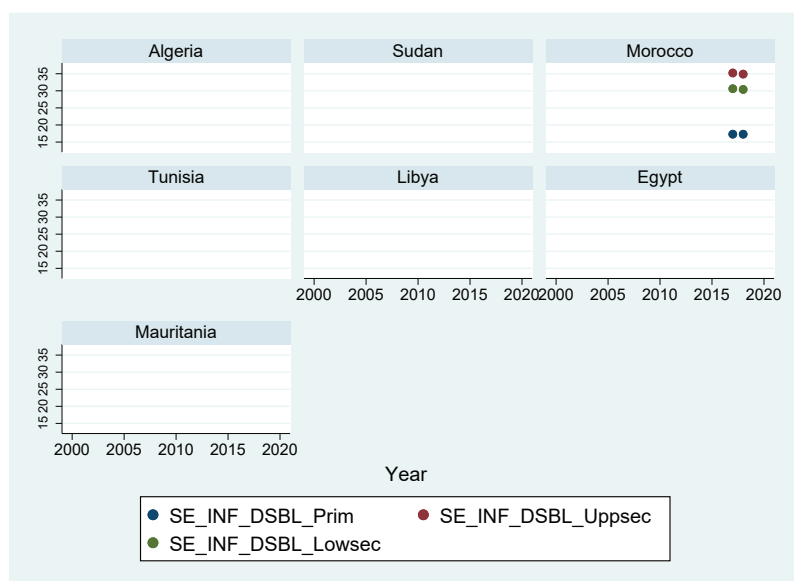 Algeria Sudan Morocco
15 20 25 30 35
Tunisia Libya Egypt
15 20 25 30 35
2000 2005 2010 2015 2020 2000 2005 2010 2015 2020
Mauritania
15 20 25 30 35
2000 2005 2010 2015 2020
Year
SE_INF_DSBL_Prim SE_INF_DSBL_Uppsec
SE_INF_DSBL_Lowsec